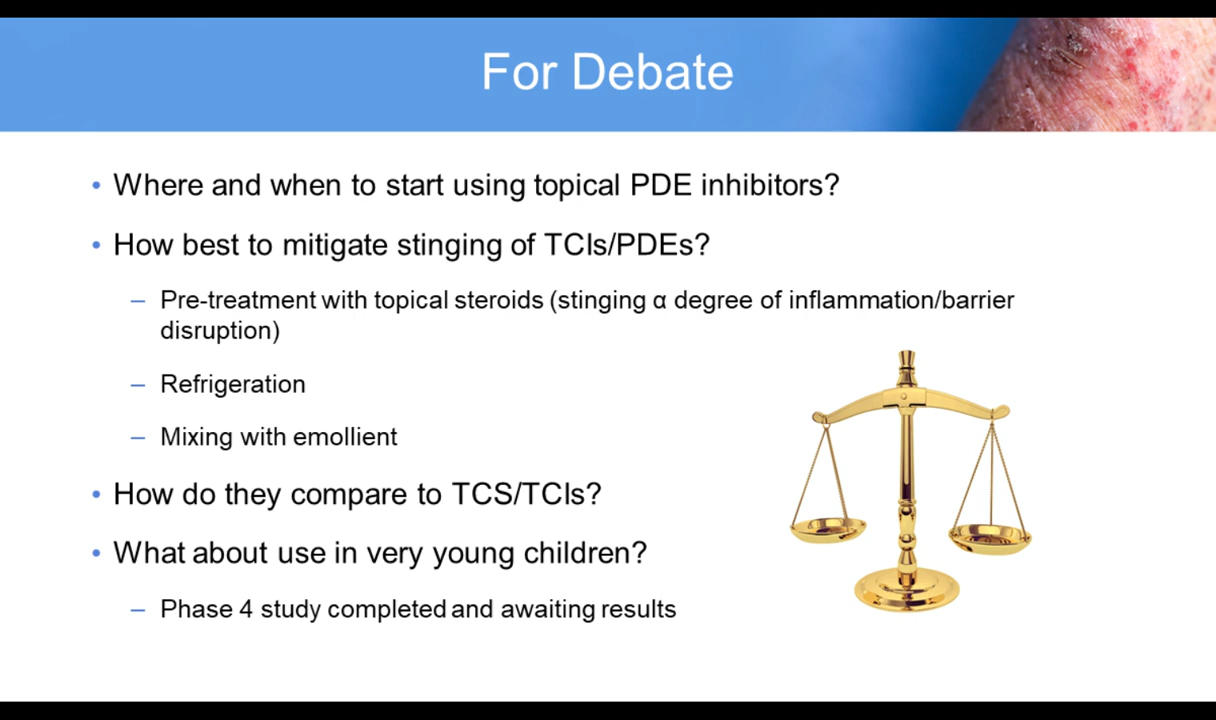 For Debate
• Where and when to start using topical PDE inhibitors?
• How best to mitigate stinging of TCIs/PDEs?
– Pre-treatment with topical steroids (stinging α degree of inflammation/barrier
disruption)
– Refrigeration
– Mixing with emollient
• How do they compare to TCS/TCIs?
• What about use in very young children?
– Phase 4 study completed and awaiting results